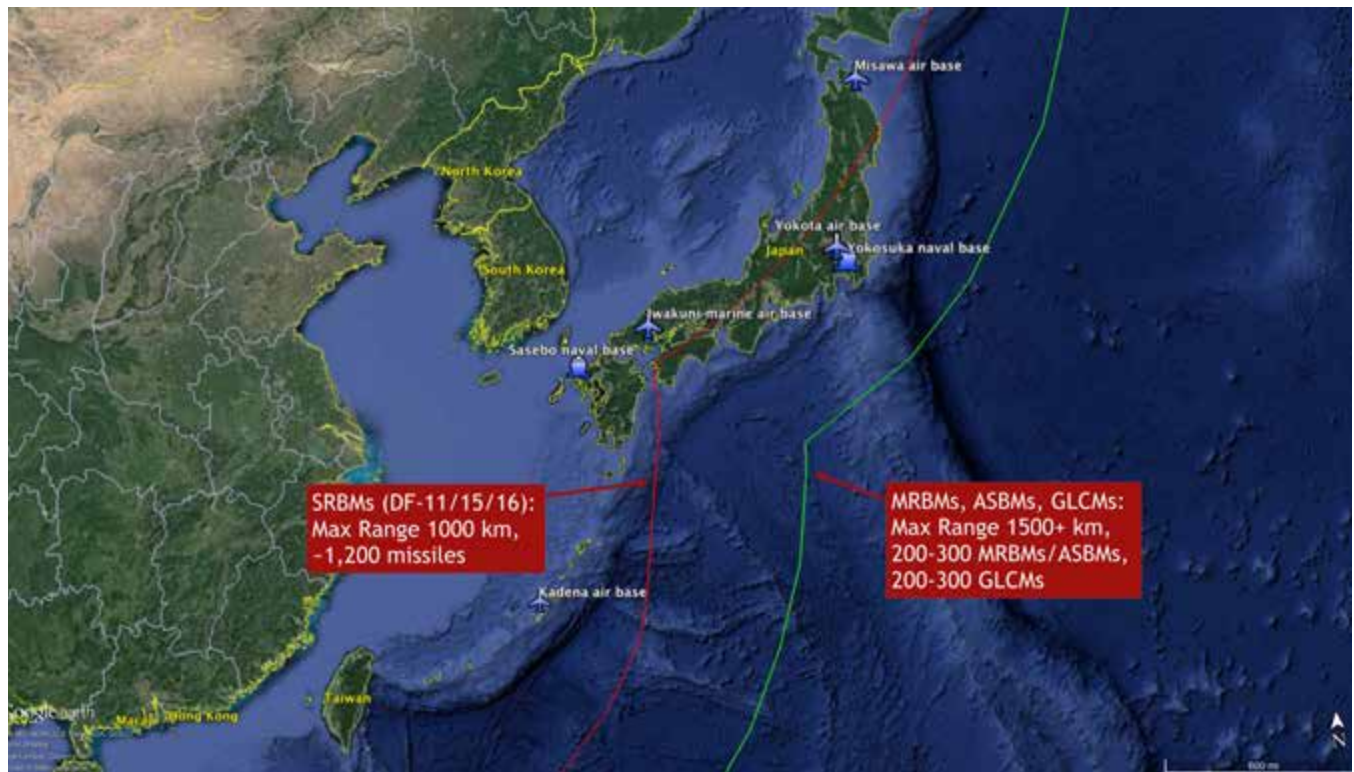 Misawa air base
North Korea
Yokota air base
Japan
Yokosuka naval base
South Korea
Iwakuni marine air base
Sasebo naval base
SRBMs (DF-11/15/16):
Max Range 1000 km,
~1,200 missiles
MRBMs, ASBMs, GLCMs:
Max Range 1500+ km,
200-300 MRBMs/ASBMs,
200-300 GLCMs
Kadena air base
Taiwan
Hong Kong
earth
N
600 mi